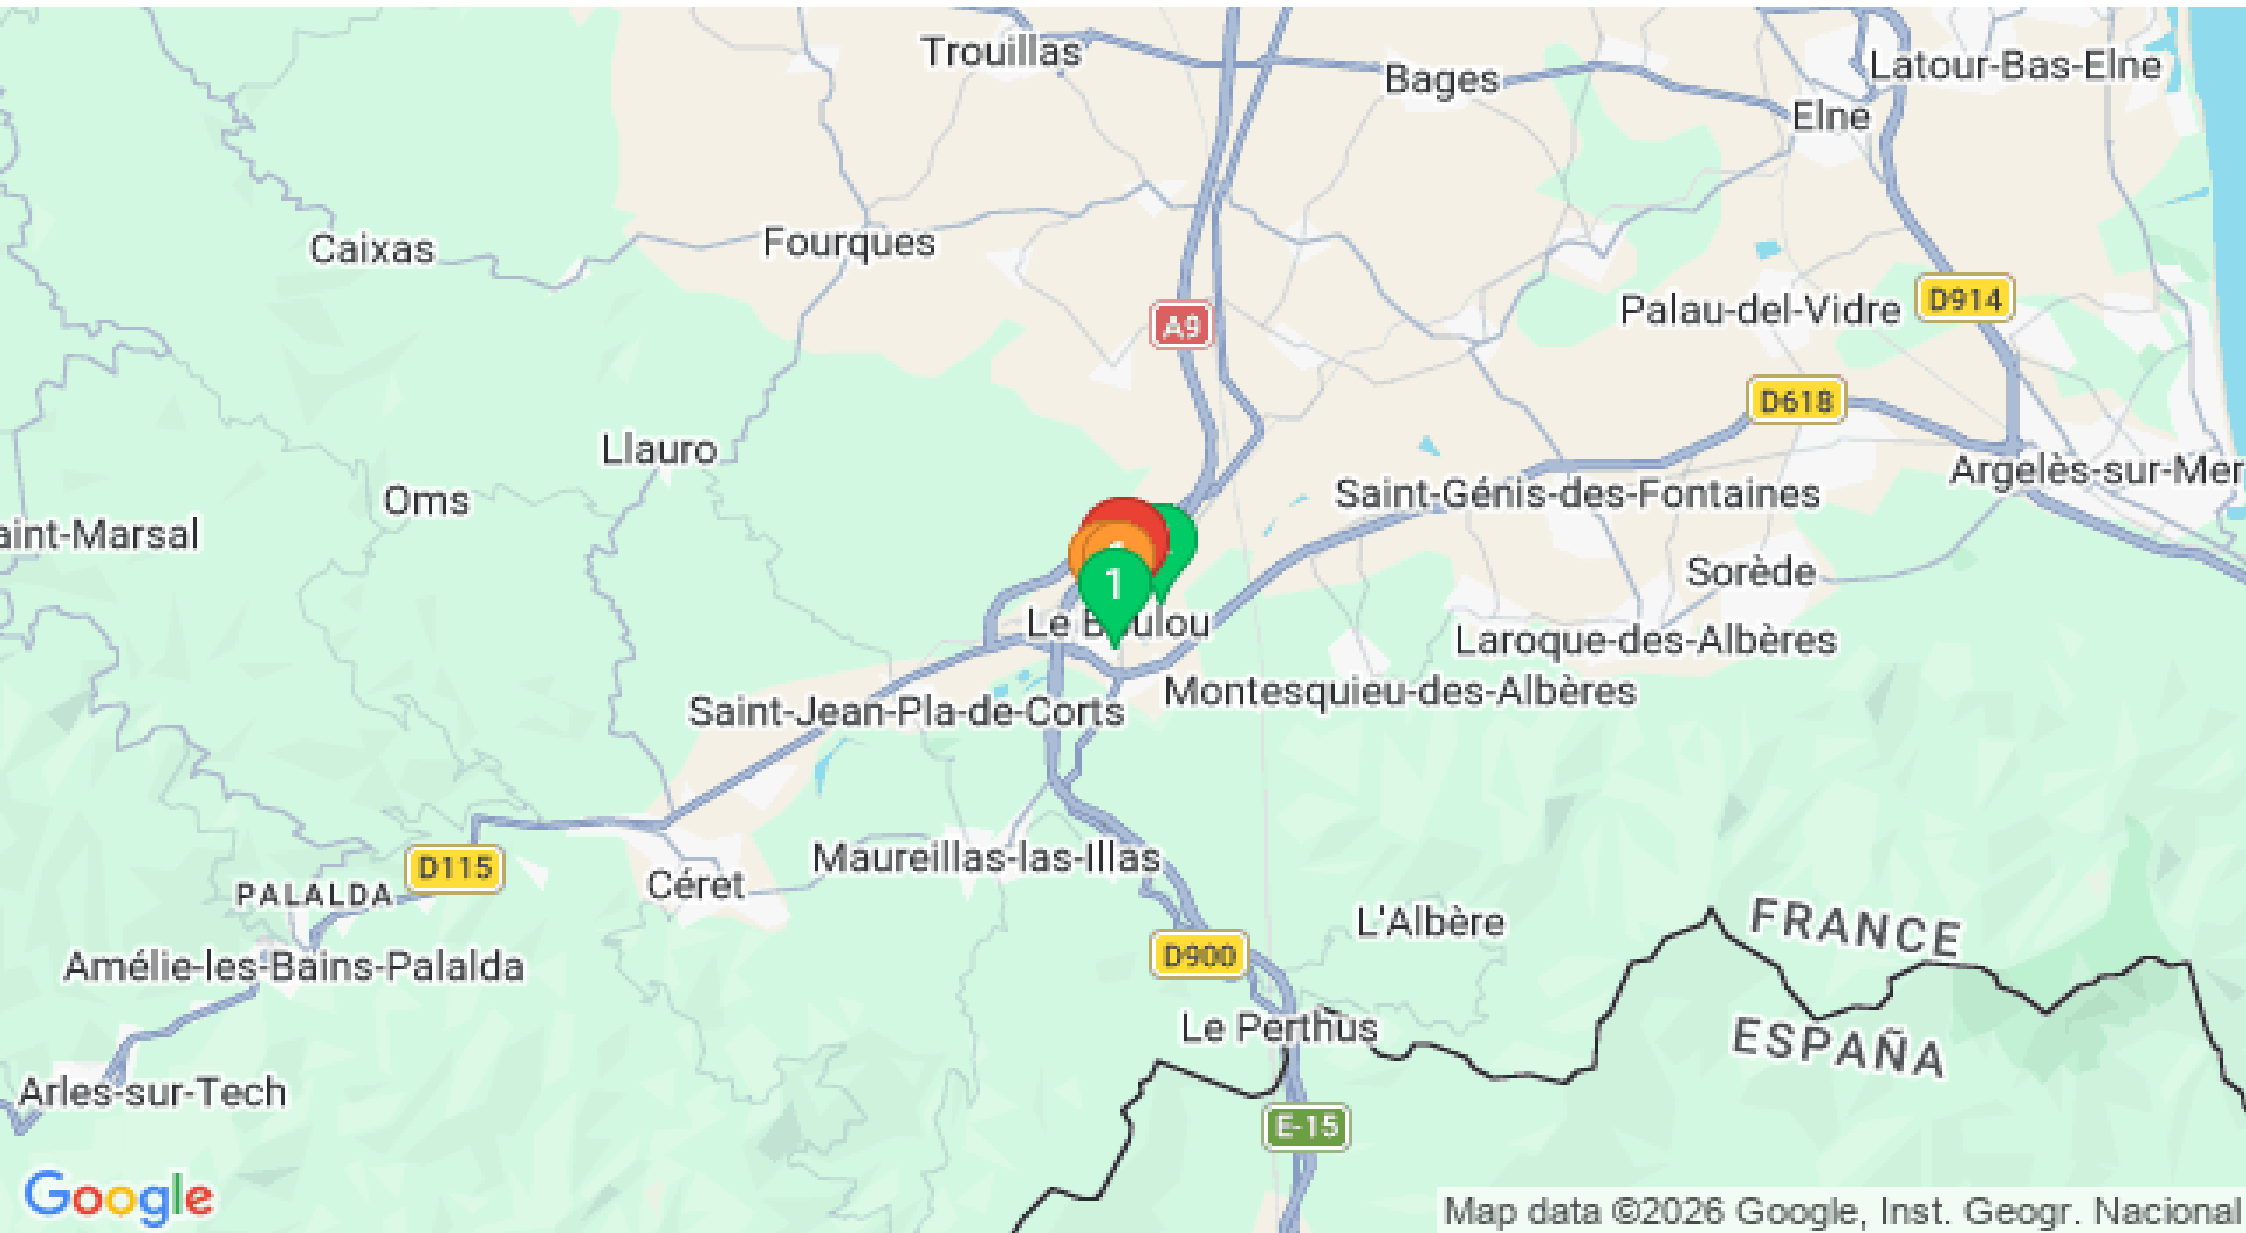 Trouillas
Bages
Latour-Bas-Elne
Elne
Caixas
Fourques
A9
Palau-del-Vidre
D914
D618
Llauro
Oms
aint-Marsal
Saint-Génis-des-Fontaines
Argelès-sur-Mer
Sorède
1
Le Boulou
Laroque-des-Albères
Montesquieu-des-Albères
Saint-Jean-Pla-de-Corts
Maureillas-las-Illas
D115
Céret
PALALDA
L'Albère
FRANCE
D900
Amélie-les-Bains-Palalda
Le Perthus
ESPAÑA
Arles-sur-Tech
E-15
Google
Map data ©2026 Google, Inst. Geogr. Nacional